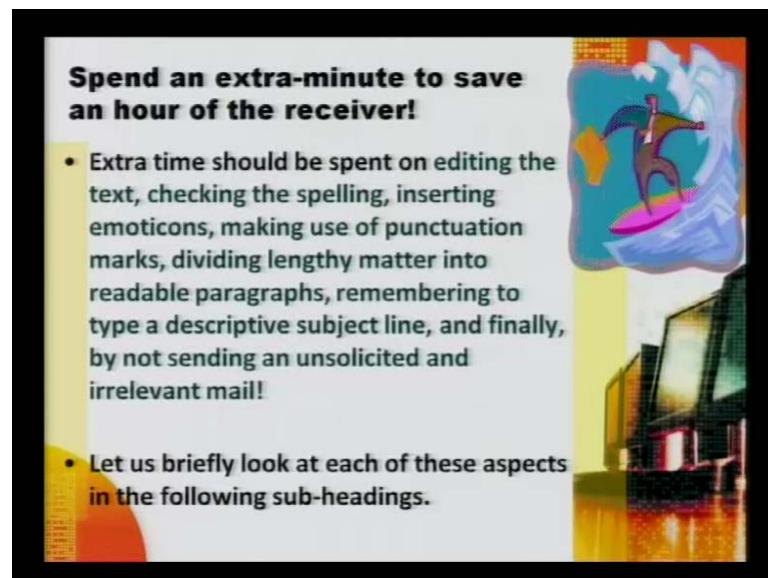 Spend an extra-minute to save
an hour of the receiver!
• Extra time should be spent on editing the
text, checking the spelling, inserting
emoticons, making use of punctuation
marks, dividing lengthy matter into
readable paragraphs, remembering to
type a descriptive subject line, and finally,
by not sending an unsolicited and
irrelevant mail!
• Let us briefly look at each of these aspects
in the following sub-headings.